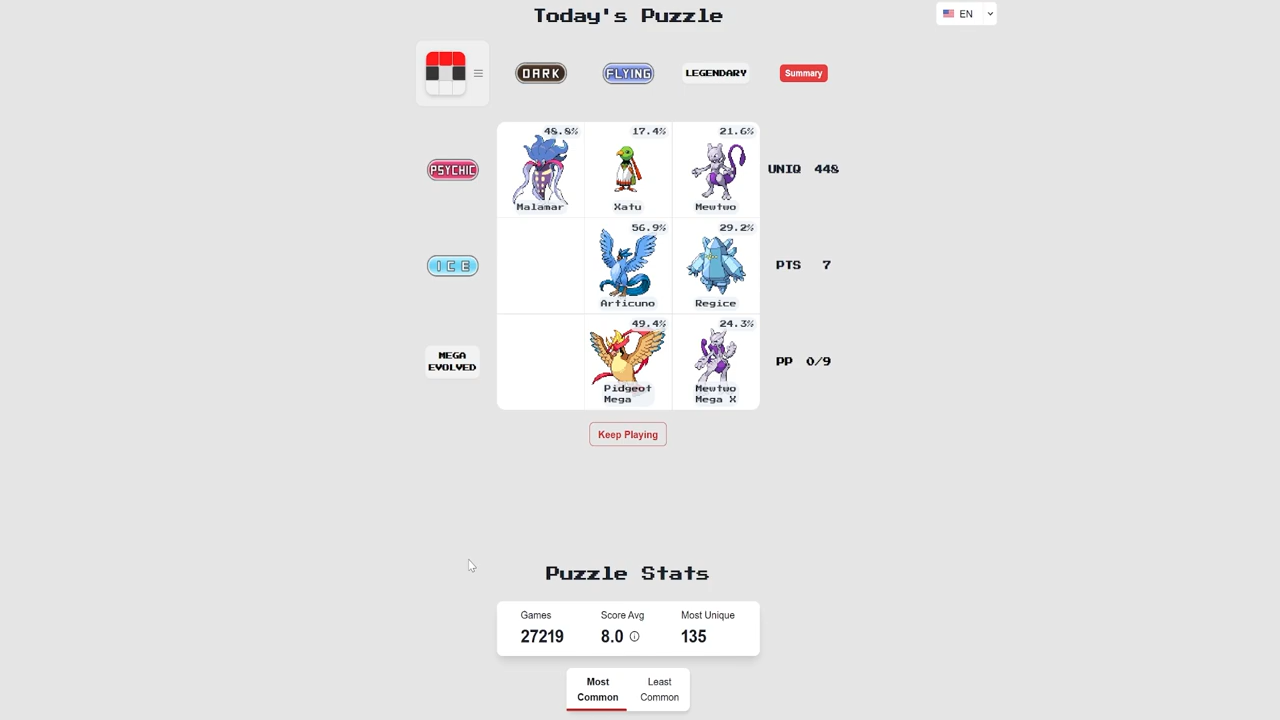 Today's Puzzle
EN
DARK
FLYING
LEGENDARY
Summary
PSYCHIC
48.8%
Malamar
17.4%
Xatu
21.6%
Mewtwo
UNIQ 448
ICE
56.9%
Articuno
29.2%
Regice
PTS 7
MEGA
EVOLVED
49.4%
Pidgeot
Mega
24.3%
Mewtwo
Mega X
PP 0/9
Keep Playing
Puzzle Stats
Games
27219
Score Avg
8.0
Most Unique
135
Most
Common
Least
Common